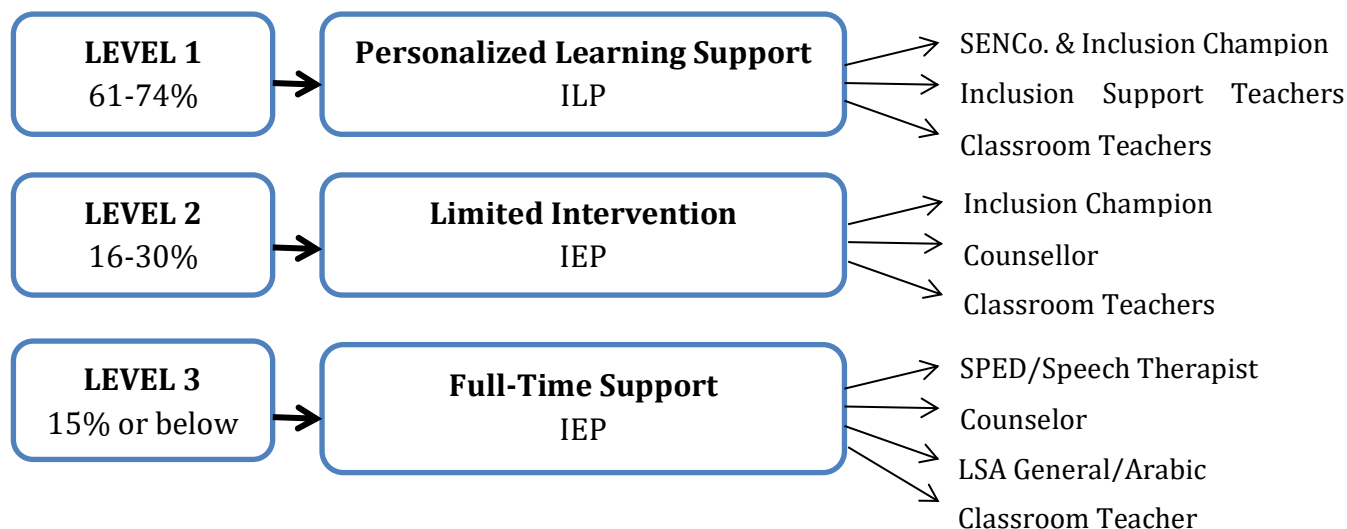 LEVEL 1
61-74%
Personalized Learning Support
ILP
SENCo. & Inclusion Champion
Inclusion Support Teachers
Classroom Teachers
LEVEL 2
16-30%
Limited Intervention
IEP
Inclusion Champion
Counsellor
Classroom Teachers
LEVEL 3
15% or below
Full-Time Support
IEP
SPED/Speech Therapist
Counselor
LSA General/Arabic
Classroom Teacher